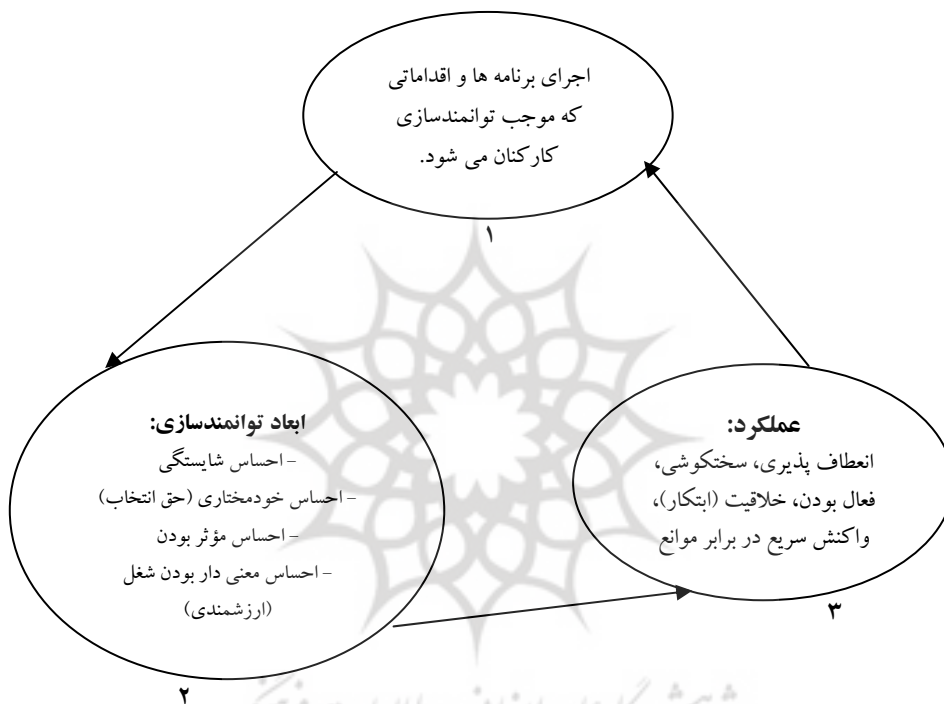 اجرای برنامه ها و اقداماتی
که موجب توانمندسازی
کارکنان می شود.
۱
ابعاد توانمندسازی:
- احساس شایستگی
- احساس خودمختاری (حق انتخاب)
- احساس مؤثر بودن
- احساس معنی دار بودن شغل
(ارزشمندی)
۲
عملکرد:
انعطاف پذیری، سختکوشی،
فعال بودن، خلاقیت (ابتکار)،
واکنش سریع در برابر موانع
۳